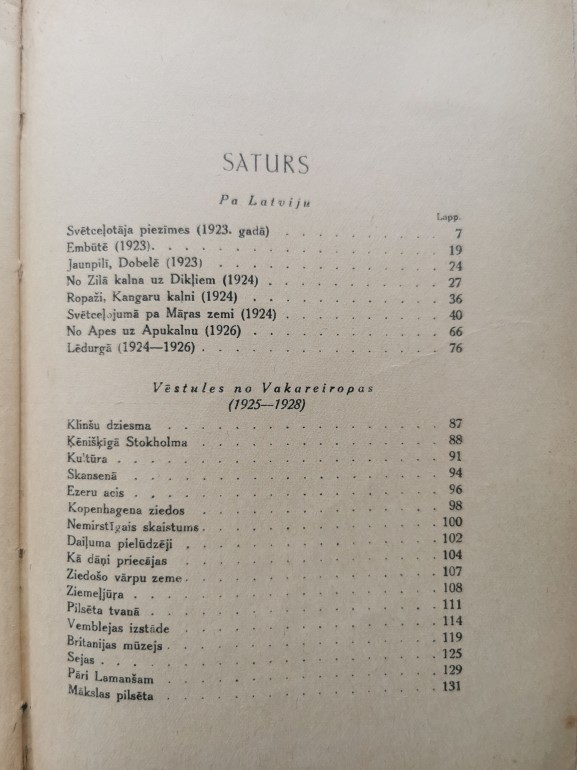 SATURS
Pa Latviju
Lapp.
Svētceļotāja piezīmes (1923. gadā) . . . . . . . . 7
Embūtē (1923). . . . . . . . . . . . . . . 19
Jaunpilī, Dobelē (1923) . . . . . . . . . . . 24
No Zilā kalna uz Dikļiem (1924) . . . . . . . . . 27
Ropaži, Kangaru kalni (1924) . . . . . . . . . . 36
Svētceļojumā pa Māŗas zemi (1924) . . . . . . . . 40
No Apes uz Apukalnu (1926) . . . . . . . . . . 66
Lēdurgā (1924—1926) . . . . . . . . . . . . 76
Vēstules no Vakareiropas
(1925—1928)
Klinšu dziesma . . . . . . . . . . . . . 87
Ķēnišķīgā Stokholma . . . . . . . . . . . . 88
Kultūra . . . . . . . . . . . . . . . . 91
Skansenā . . . . . . . . . . . . . . . 94
Ezeru acis . . . . . . . . . . . . . . . 96
Kopenhagena ziedos . . . . . . . . . . . . 98
Nemirstīgais skaistums . . . . . . . . . . . . 100
Daiļuma pielūdzēji . . . . . . . . . . . . . 102
Kā dāņi priecājas . . . . . . . . . . . . . 104
Ziedošo vārpu zeme . . . . . . . . . . . . . 107
Ziemeļjūŗa . . . . . . . . . . . . . . . 108
Pilsēta tvanā . . . . . . . . . . . . . . 111
Vemblejas izstāde . . . . . . . . . . . . . 114
Britanijas mūzejs . . . . . . . . . . . . . 119
Sejas . . . . . . . . . . . . . . . . . 125
Pāri Lamanšam . . . . . . . . . . . . . . 129
Mākslas pilsēta . . . . . . . . . . . . . . 131